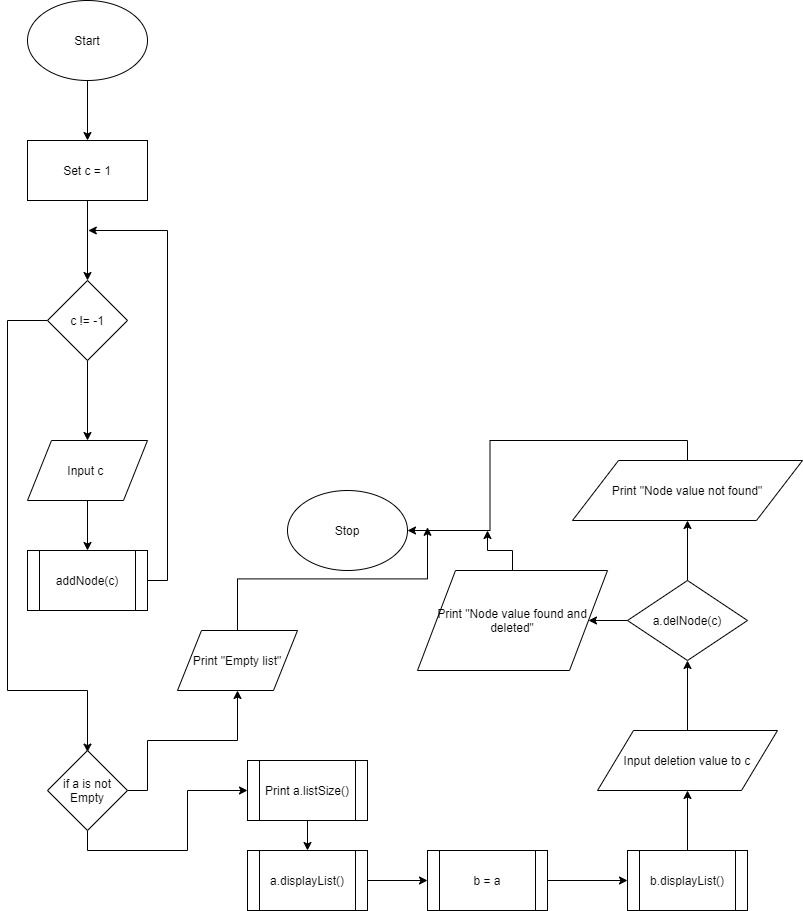 Start
Set c = 1
c != -1
Input c
addNode(c)
if a is not
Empty
Print "Empty list"
Print a.listSize()
a.displayList()
b = a
b.displayList()
Input deletion value to c
a.delNode(c)
Print "Node value not found"
Print "Node value found and
deleted"
Stop